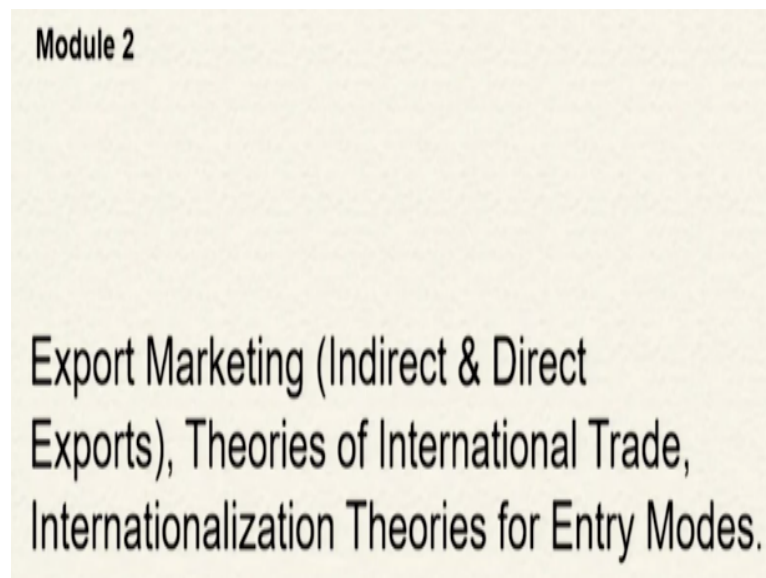 Module 2
Export Marketing (Indirect & Direct
Exports), Theories of International Trade,
Internationalization Theories for Entry Modes.